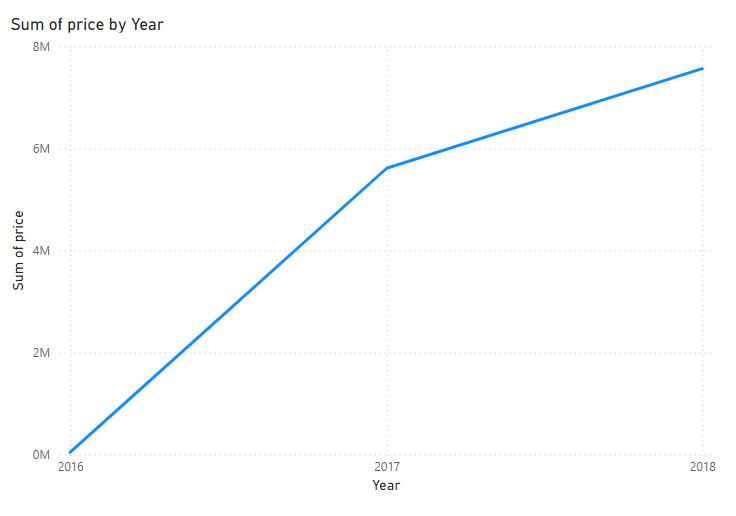 Sum of price by Year
8M
6M
4M
2M
0M
Sum of price
2016 2017 2018
Year